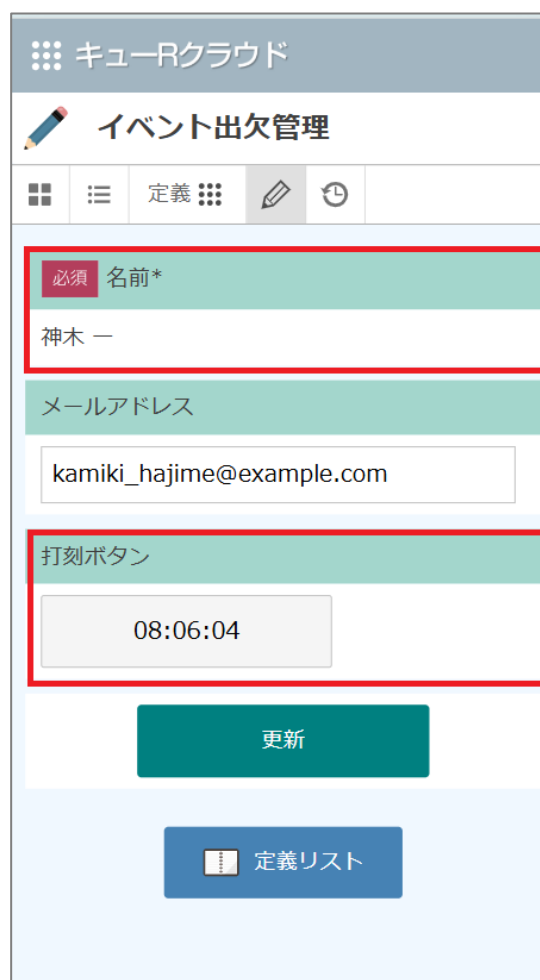 キューRクラウド
イベント出欠管理
定義
必須 名前*
神木 一
メールアドレス
kamiki_hajime@example.com
打刻ボタン
08:06:04
更新
定義リスト